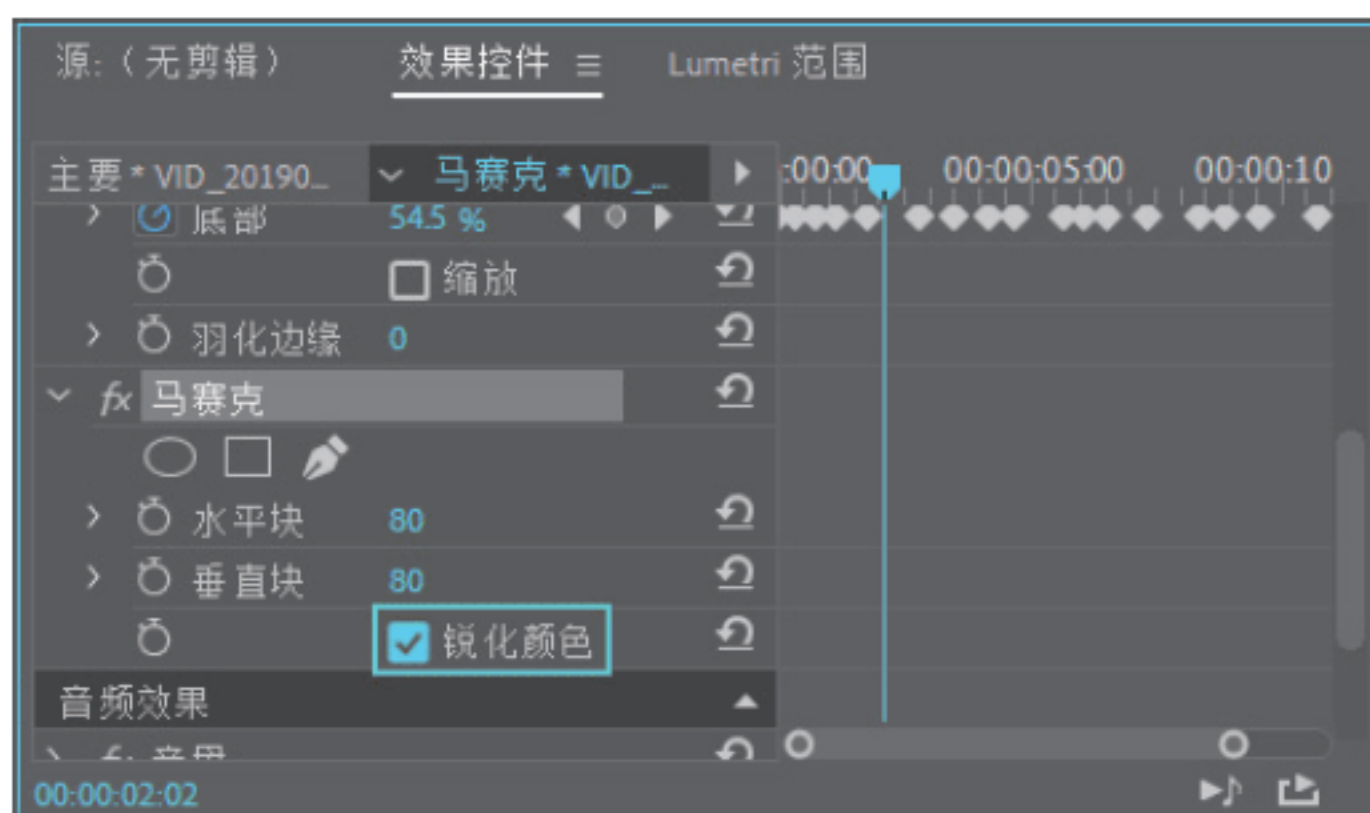 源:（无剪辑） 效果控件 Lumetri 范围
主要 * VID_20190... 马赛克 * VID_... :00:00 00:00:05:00 00:00:10
底部 54.5 %
缩放
羽化边缘 0
fx 马赛克
水平块 80
垂直块 80
锐化颜色
音频效果
00:00:02:02